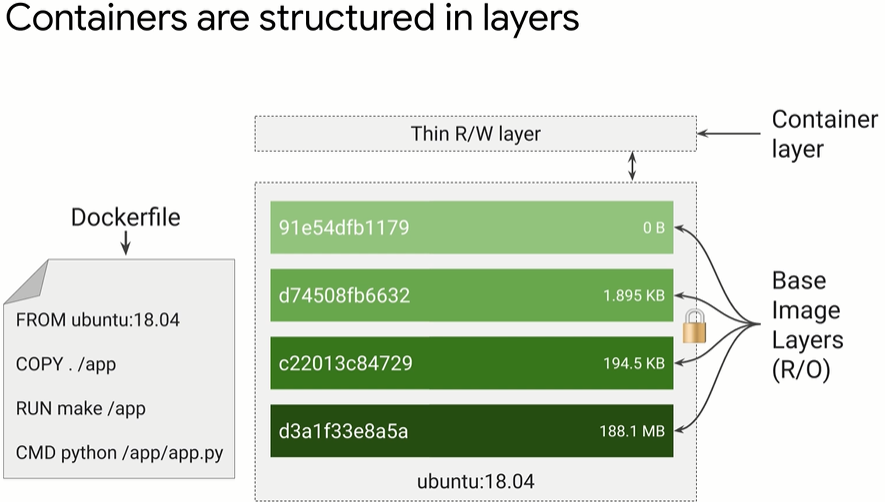 Containers are structured in layers
Thin R/W layer
Container
layer
Dockerfile
FROM ubuntu:18.04
COPY . /app
RUN make /app
CMD python /app/app.py
91e54dfb1179 0 B
d74508fb6632 1.895 KB
c22013c84729 194.5 KB
d3a1f33e8a5a 188.1 MB
ubuntu:18.04
Base
Image
Layers
(R/O)